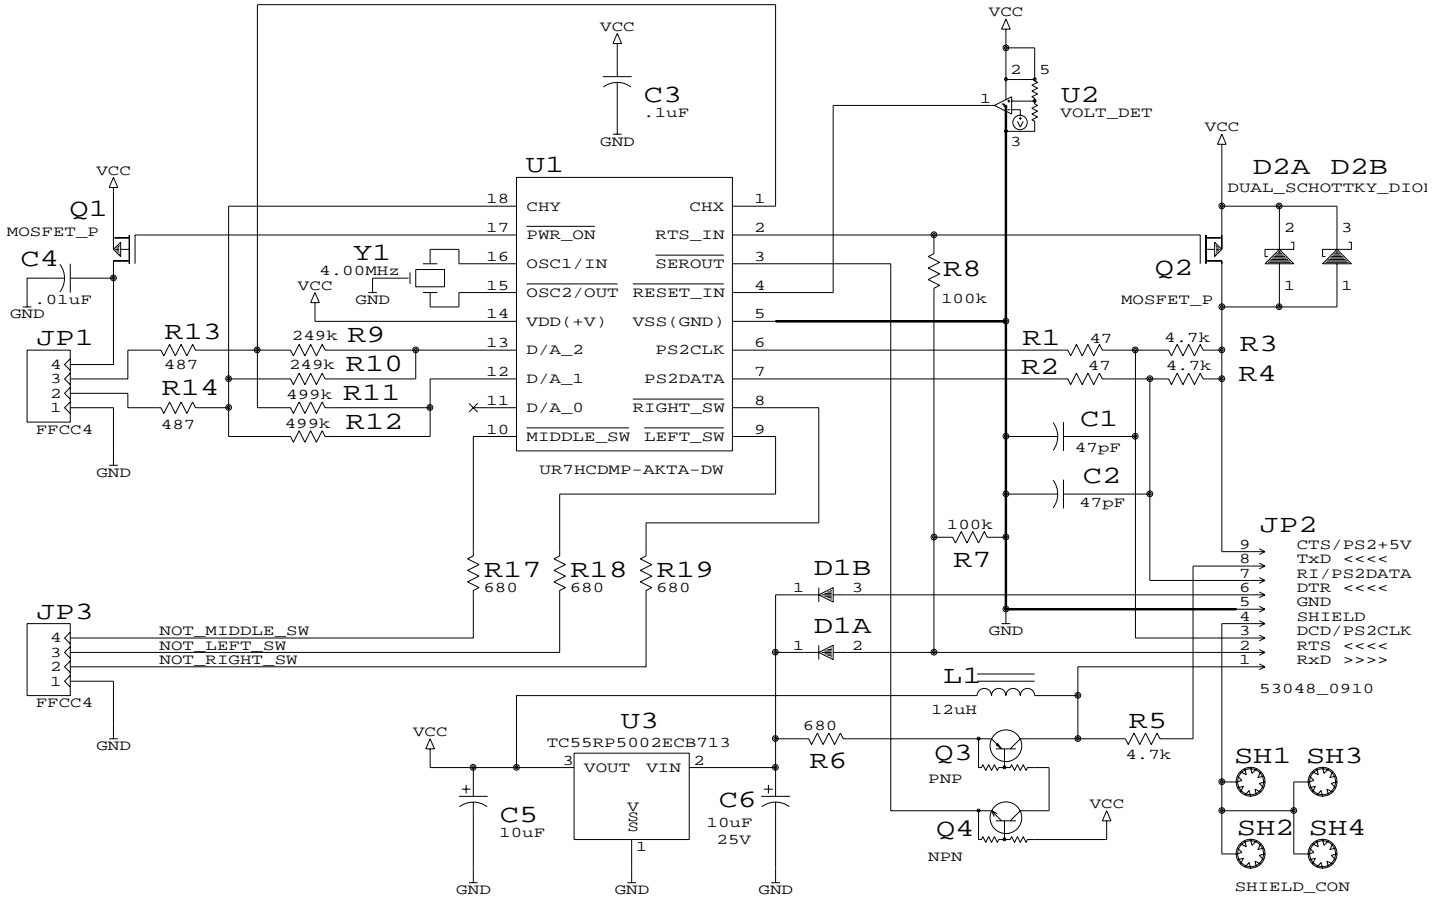 VCC
VCC
C3
.1uF
GND
2 5
1
U2
VOLT_DET
3
VCC
D2A D2B
DUAL_SCHOTTKY_DIO
2 3
1 1
Q2
MOSFET_P
VCC
Q1
MOSFET_P
C4
.01uF
GND
U1
18 CHY CHX 1
17 PWR_ON RTS_IN 2
16 OSC1/IN SEROUT 3
15 OSC2/OUT RESET_IN 4
14 VDD(+V) VSS(GND) 5
13 D/A_2 PS2CLK 6
12 D/A_1 PS2DATA 7
11 D/A_0 RIGHT_SW 8
10 MIDDLE_SW LEFT_SW 9
UR7HCDMP-AKTA-DW
Y1
4.00MHz
GND
VCC
R8
100k
JP1
4
3
2
1
FFCC4
GND
R13
487
R14
487
249k R9
249k R10
499k R11
499k R12
R1 47 4.7k R3
R2 47 4.7k R4
C1
47pF
C2
47pF
100k
R7
GND
R17
680
R18
680
R19
680
JP3
4 NOT_MIDDLE_SW
3 NOT_LEFT_SW
2 NOT_RIGHT_SW
1
FFCC4
GND
D1B
1 3
D1A
1 2
JP2
9 CTS/PS2+5V
8 TxD <<<<
7 RI/PS2DATA
6 DTR <<<<
5 GND
4 SHIELD
3 DCD/PS2CLK
2 RTS <<<<
1 RxD >>>>
53048_0910
L1
12uH
VCC
U3
TC55RP5002ECB713
3 VOUT VIN 2
VSS
1
GND
+
C5
10uF
GND
+
C6
10uF
25V
GND
680
R6
Q3
PNP
Q4
NPN
VCC
R5
4.7k
SH1 SH3
SH2 SH4
SHIELD_CON